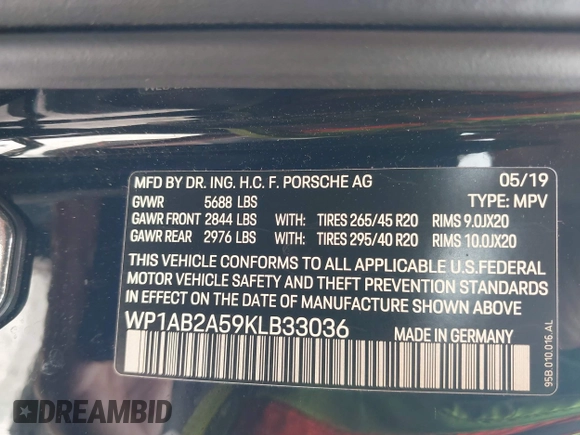 MFD BY DR. ING. H.C. F. PORSCHE AG 05/19
GVWR 5688 LBS TYPE: MPV
GAWR FRONT 2844 LBS WITH: TIRES 265/45 R20 RIMS 9.0JX20
GAWR REAR 2976 LBS WITH: TIRES 295/40 R20 RIMS 10.0JX20
THIS VEHICLE CONFORMS TO ALL APPLICABLE U.S.FEDERAL
MOTOR VEHICLE SAFETY AND THEFT PREVENTION STANDARDS
IN EFFECT ON THE DATE OF MANUFACTURE SHOWN ABOVE
WP1AB2A59KLB33036 MADE IN GERMANY
95B.010.016.AL
DREAMBID